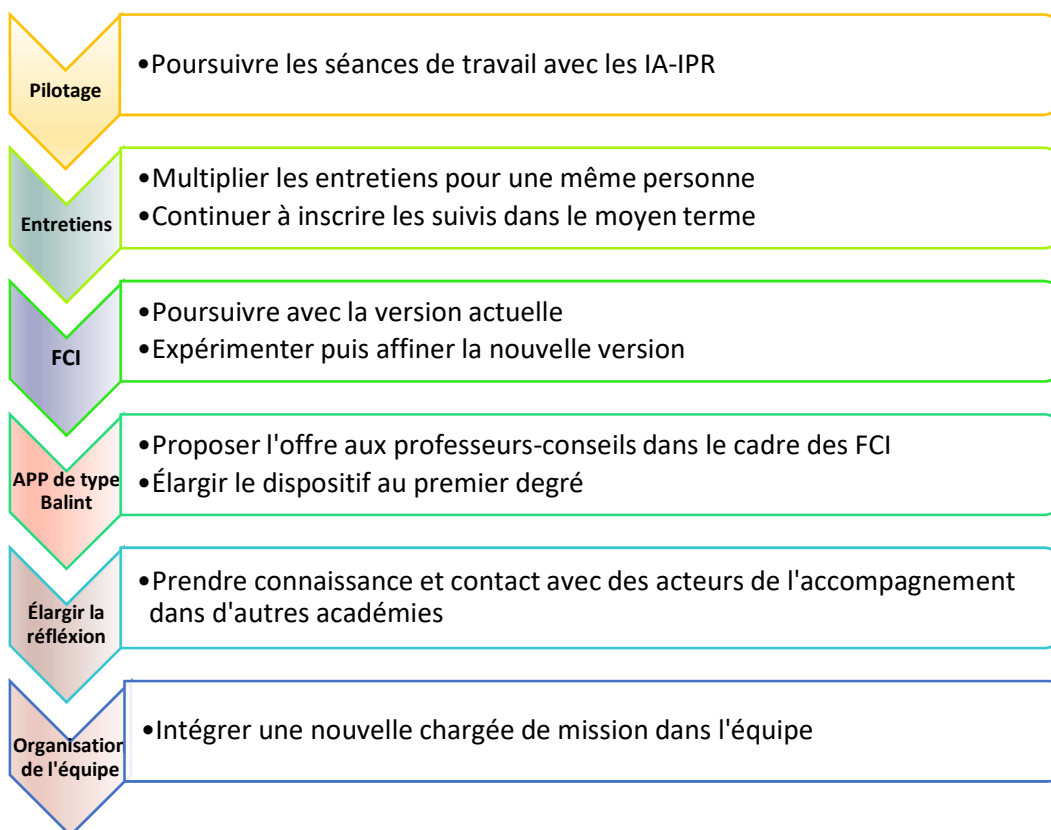 Pilotage
•Poursuivre les séances de travail avec les IA-IPR
Entretiens
•Multiplier les entretiens pour une même personne
•Continuer à inscrire les suivis dans le moyen terme
FCI
•Poursuivre avec la version actuelle
•Expérimenter puis affiner la nouvelle version
APP de type
Balint
•Proposer l'offre aux professeurs-conseils dans le cadre des FCI
•Élargir le dispositif au premier degré
Élargir la
réfléxion
•Prendre connaissance et contact avec des acteurs de l'accompagnement
dans d'autres académies
Organisation
de l'équipe
•Intégrer une nouvelle chargée de mission dans l'équipe